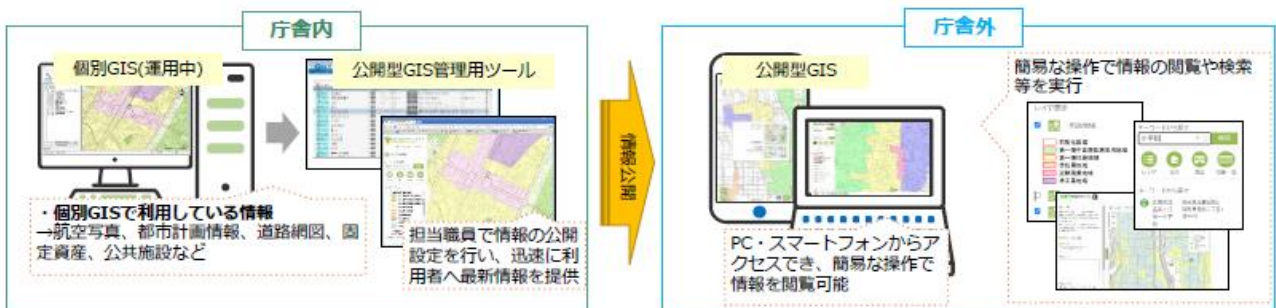 庁舎内
個別GIS(運用中)
公開型GIS管理用ツール
・個別GISで利用している情報
→航空写真、都市計画情報、道路網図、固
定資産、公共施設など
担当職員で情報の公開
設定を行い、迅速に利
用者へ最新情報を提供
情報公開
庁舎外
公開型GIS
PC・スマートフォンからア
クセスでき、簡易な操作で
情報を閲覧可能
簡易な操作で情報の閲覧や検索
等を実行